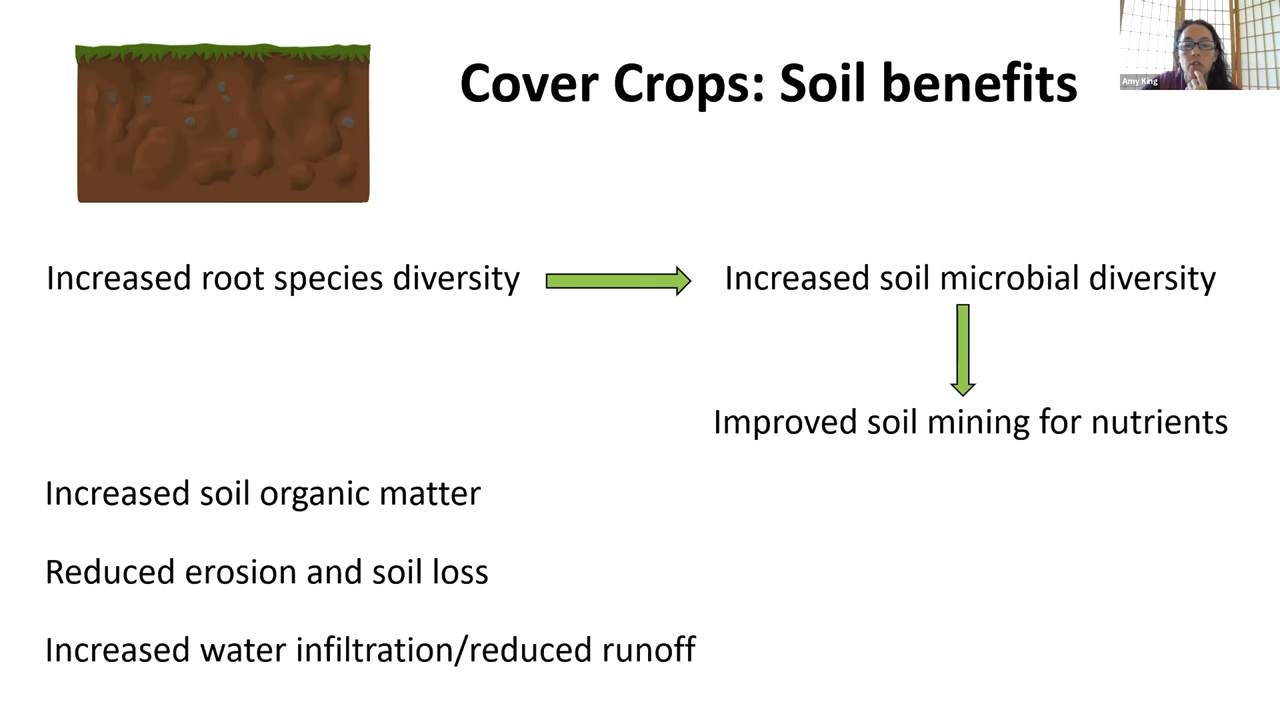 Cover Crops: Soil benefits
Amy King
Increased root species diversity
Increased soil microbial diversity
Improved soil mining for nutrients
Increased soil organic matter
Reduced erosion and soil loss
Increased water infiltration/reduced runoff